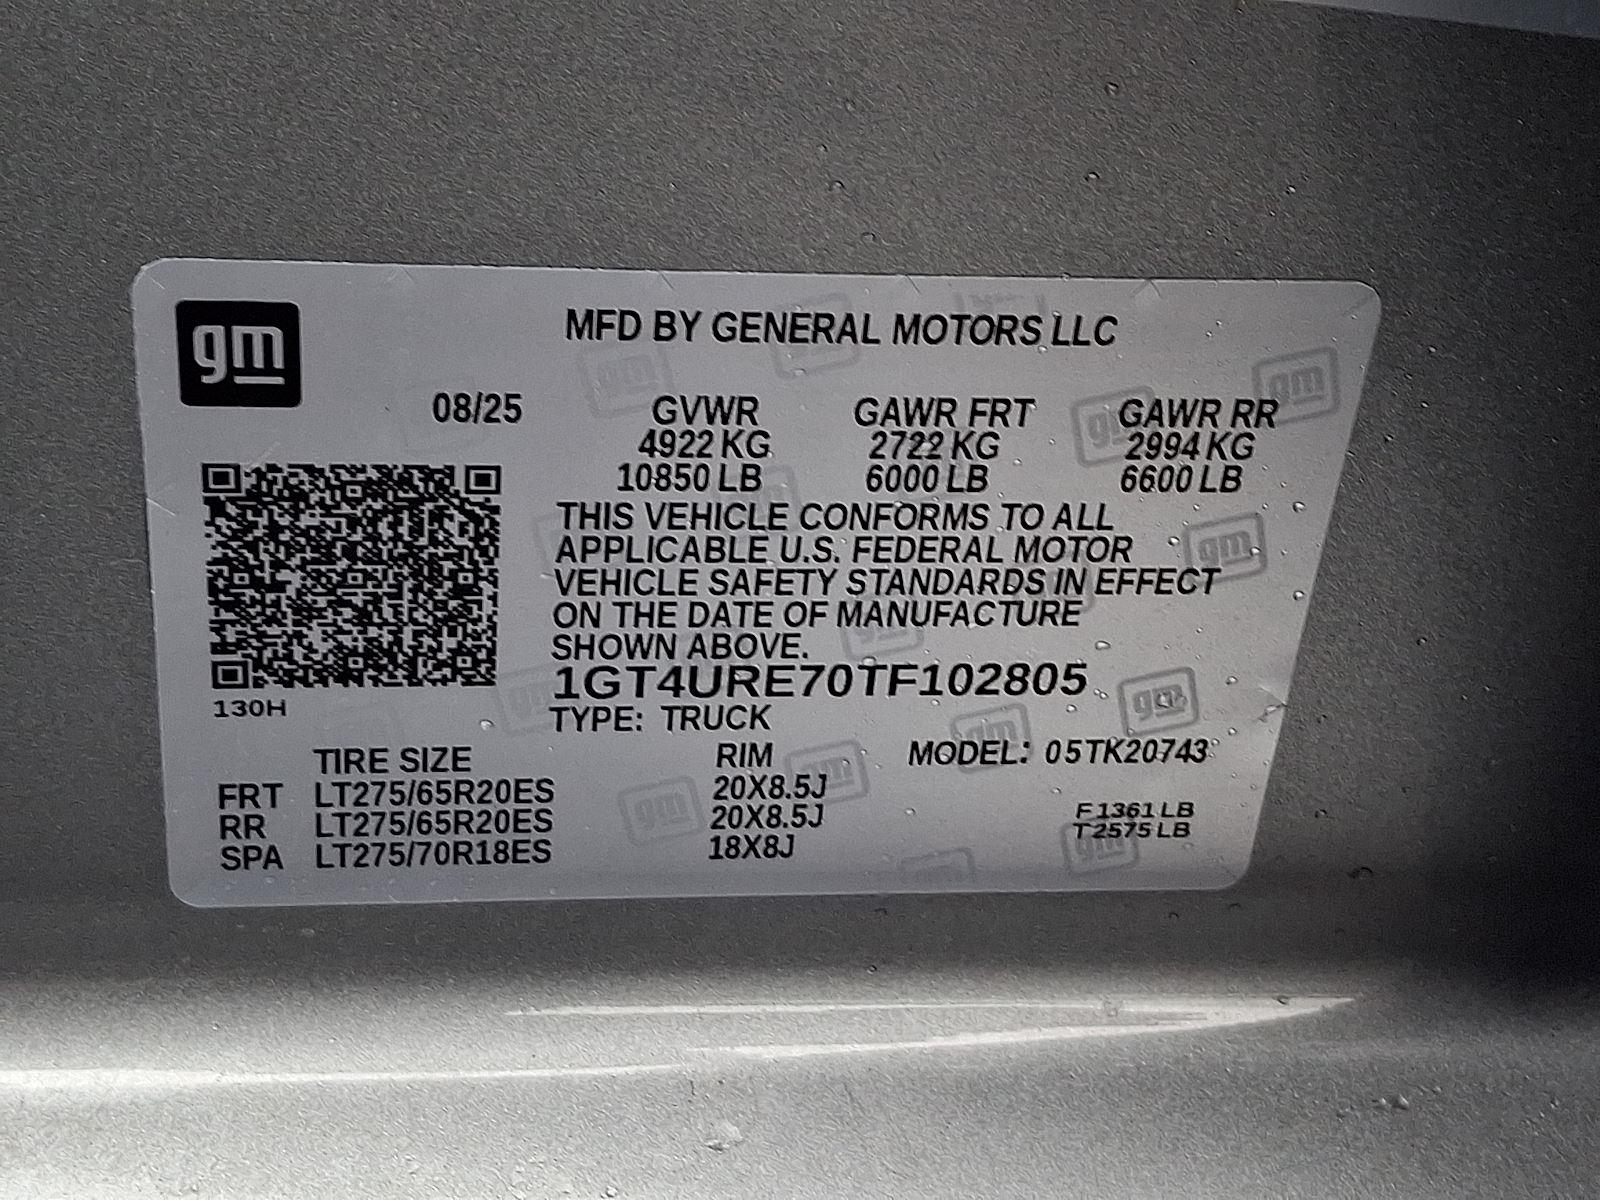 gm
MFD BY GENERAL MOTORS LLC
08/25 GVWR GAWR FRT GAWR RR
4922 KG 2722 KG 2994 KG
10850 LB 6000 LB 6600 LB
THIS VEHICLE CONFORMS TO ALL
APPLICABLE U.S. FEDERAL MOTOR
VEHICLE SAFETY STANDARDS IN EFFECT
ON THE DATE OF MANUFACTURE
SHOWN ABOVE.
1GT4URE70TF102805
130H
TYPE: TRUCK
TIRE SIZE RIM MODEL: 05TK20743
FRT LT275/65R20ES 20X8.5J
RR LT275/65R20ES 20X8.5J
SPA LT275/70R18ES 18X8J
F 1361 LB
T 2575 LB